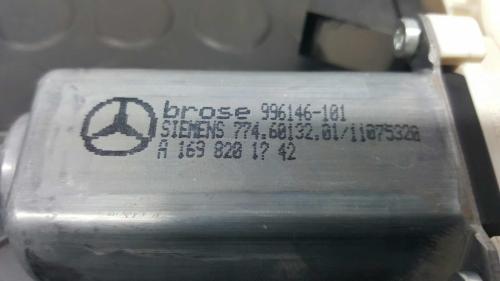 brose 996146-101
SIEMENS 774.60132.01/11075320
A 169 820 17 42